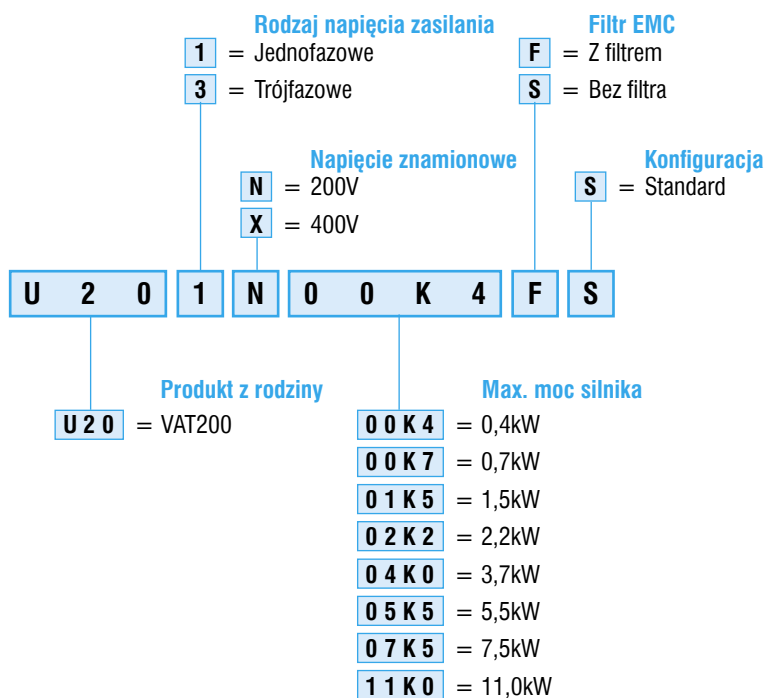 Rodzaj napięcia zasilania
1 = Jednofazowe
3 = Trójfazowe
Filtr EMC
F = Z filtrem
S = Bez filtra
Napięcie znamionowe
N = 200V
X = 400V
Konfiguracja
S = Standard
U 2 0 1 N 0 0 K 4 F S
Produkt z rodziny
U 2 0 = VAT200
Max. moc silnika
0 0 K 4 = 0,4kW
0 0 K 7 = 0,7kW
0 1 K 5 = 1,5kW
0 2 K 2 = 2,2kW
0 4 K 0 = 3,7kW
0 5 K 5 = 5,5kW
0 7 K 5 = 7,5kW
1 1 K 0 = 11,0kW